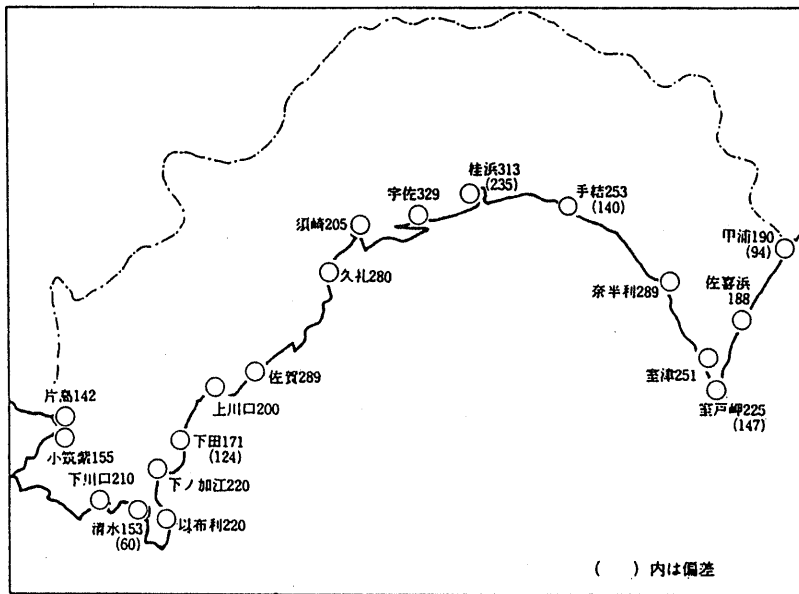 桂浜313
(235)
宇佐329
手結253
(140)
須崎205
甲浦190
(94)
久礼280
佐喜浜
188
奈半利289
佐賀289
室津251
上川口200
室戸岬225
(147)
片島142
小筑紫155
下田171
(124)
下川口210
下ノ加江220
清水153
(60)
以布利220
(　)内は偏差